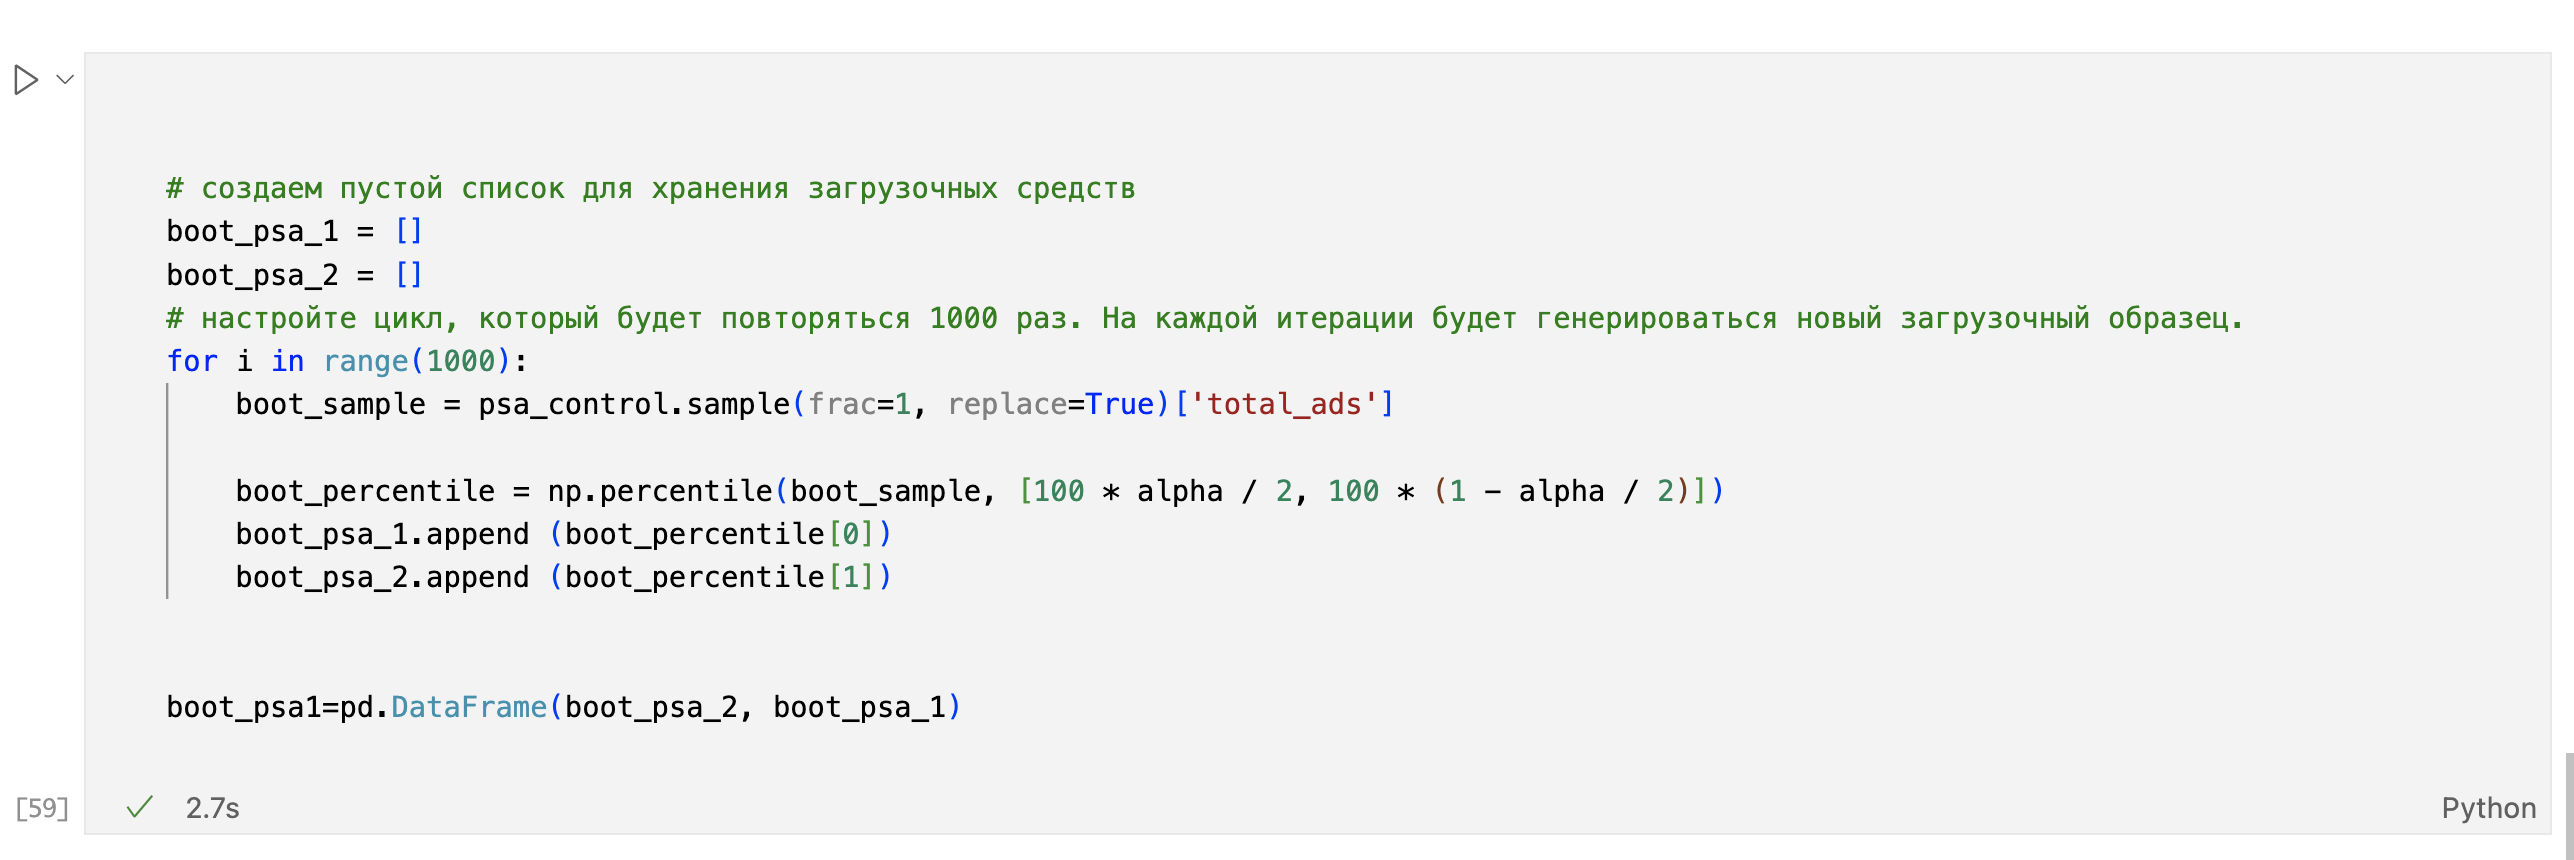 # создаем пустой список для хранения загрузочных средств
boot_psa_1 = []
boot_psa_2 = []
# настройте цикл, который будет повторяться 1000 раз. На каждой итерации будет генерироваться новый загрузочный образец.
for i in range(1000):
    boot_sample = psa_control.sample(frac=1, replace=True)['total_ads']
    boot_percentile = np.percentile(boot_sample, [100 * alpha / 2, 100 * (1 - alpha / 2)])
    boot_psa_1.append (boot_percentile[0])
    boot_psa_2.append (boot_percentile[1])
boot_psa1=pd.DataFrame(boot_psa_2, boot_psa_1)
[59] 2.7s Python